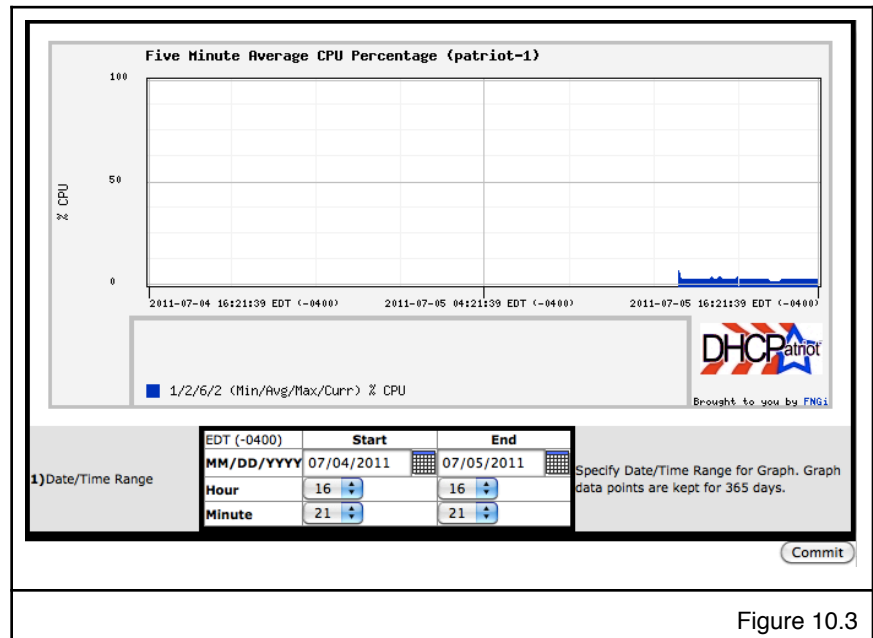 Five Minute Average CPU Percentage (patriot-1)
100
50
0
% CPU
2011-07-04 16:21:39 EDT (-0400) 2011-07-05 04:21:39 EDT (-0400) 2011-07-05 16:21:39 EDT (-0400)
DHCPatriot
1/2/6/2 (Min/Avg/Max/Curr) % CPU
Brought to you by FNGi
EDT (-0400) Start End
MM/DD/YYYY 07/04/2011 07/05/2011
1)Date/Time Range
Hour 16 16
Minute 21 21
Specify Date/Time Range for Graph. Graph
data points are kept for 365 days.
Commit
Figure 10.3